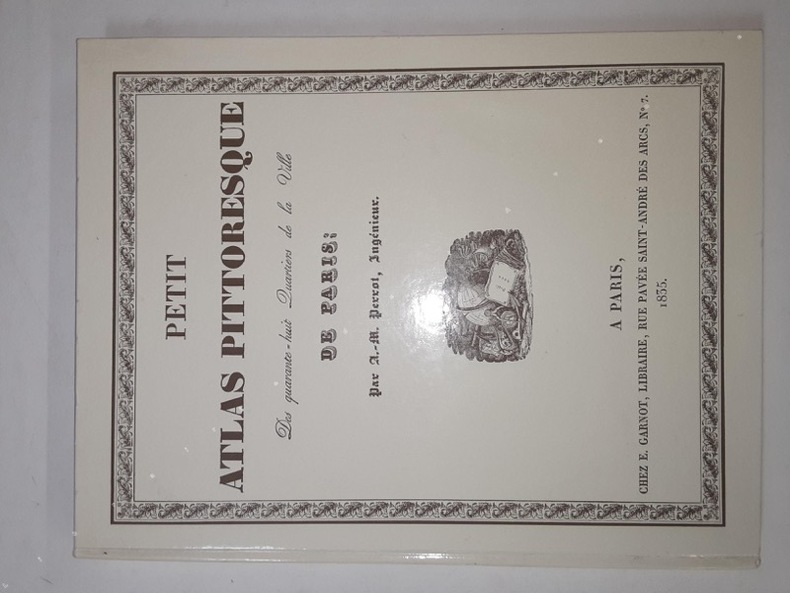 PETIT
ATLAS PITTORESQUE
Des quarante-huit Quartiers de la Ville
DE PARIS;
Par A.-M. Perrot, Ingénieur.
A PARIS,
CHEZ E. GARNOT, LIBRAIRE, RUE PAVÉE SAINT-ANDRÉ DES ARCS, No 7.
1835.